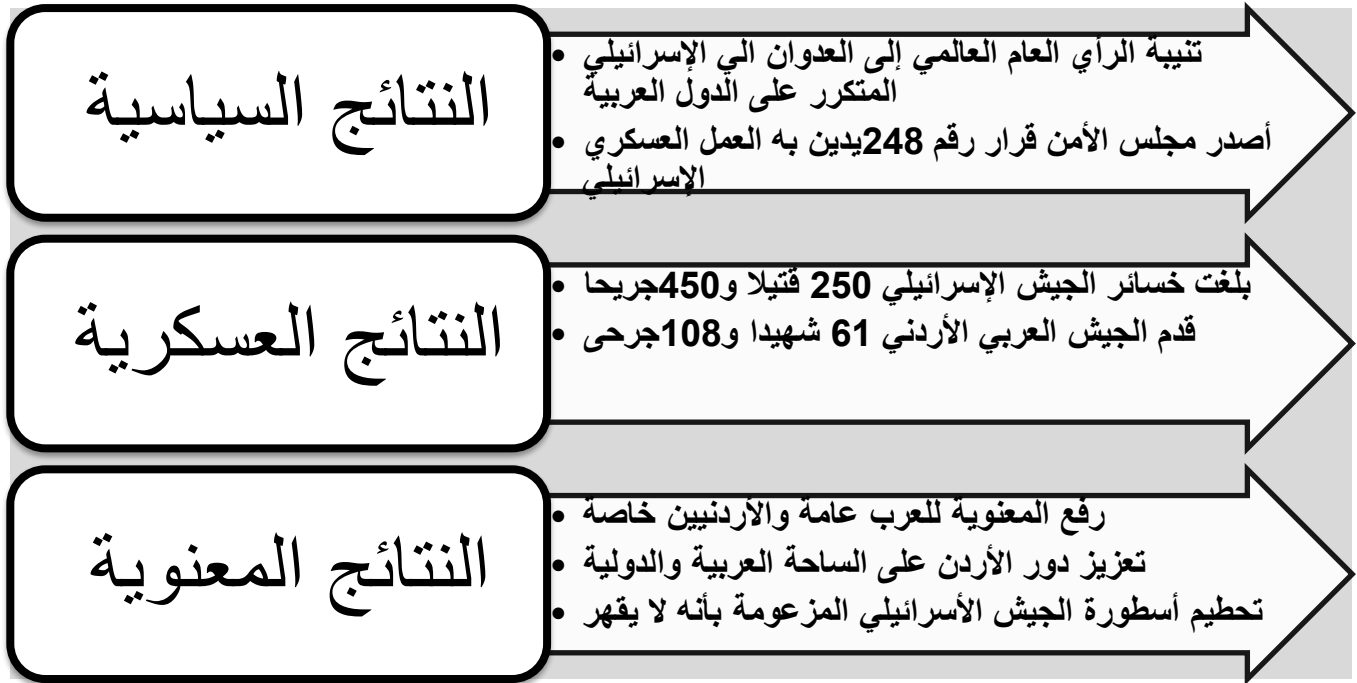 النتائج السياسية
• تنبية الرأي العام العالمي إلى العدوان الي الإسرائيلي
المتكرر على الدول العربية
• أصدر مجلس الأمن قرار رقم 248يدين به العمل العسكري
الإسرائيلي
النتائج العسكرية
• بلغت خسائر الجيش الإسرائيلي 250 قتيلا و450جريحا
• قدم الجيش العربي الأردني 61 شهيدا و108جرحى
النتائج المعنوية
• رفع المعنوية للعرب عامة والأردنيين خاصة
• تعزيز دور الأردن على الساحة العربية والدولية
• تحطيم أسطورة الجيش الأسرائيلي المزعومة بأنه لا يقهر